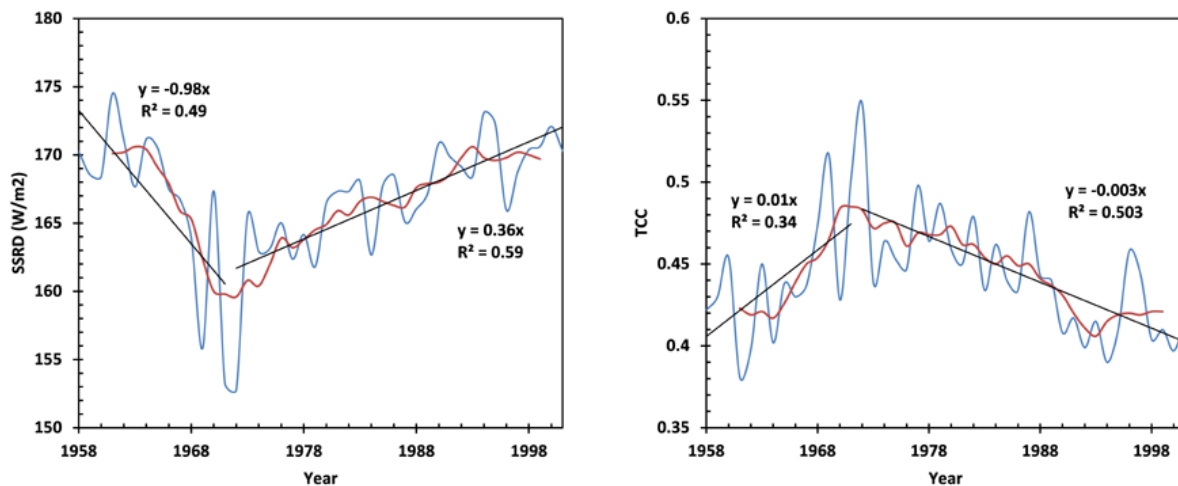 180
175
170
165
160
155
150
SSRD (W/m2)
y = -0.98x
R² = 0.49
y = 0.36x
R² = 0.59
1958
1968
1978
1988
1998
Year
0.6
0.55
0.5
0.45
0.4
0.35
TCC
y = 0.01x
R² = 0.34
y = -0.003x
R² = 0.503
1958
1968
1978
1988
1998
Year